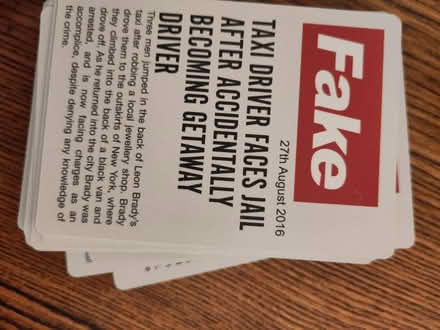 Fake
27th August 2016
TAXI DRIVER FACES JAIL
AFTER ACCIDENTALLY
BECOMING GETAWAY
DRIVER
Three men jumped in the back of Leon Brady's
taxi after robbing a local jewellery shop. Brady
drove them to the outskirts of New York, where
they climbed into the back of a black van and
drove off. As he returned into the city Brady was
arrested, and is now facing charges as an
accomplice, despite denying any knowledge of
the crime.